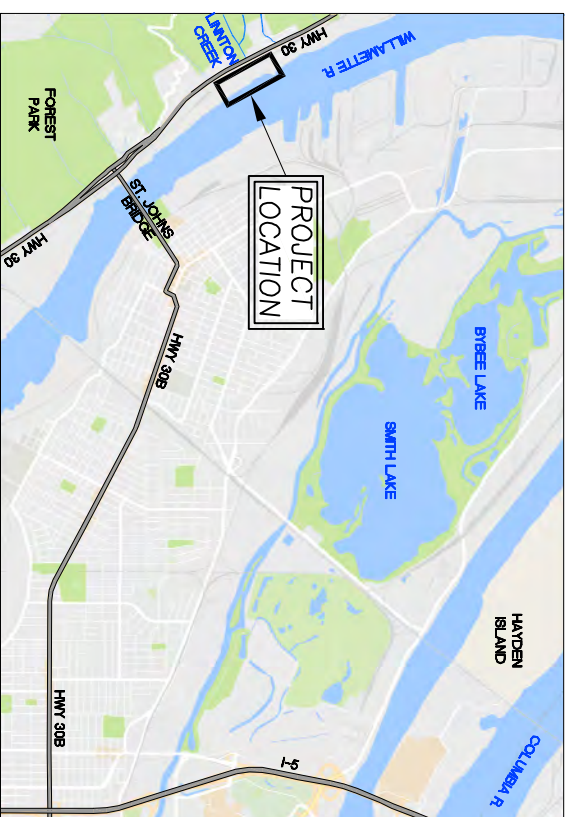 HWY 30
WILLAMETTE R.
LINNTON
CREEK
FOREST
PARK
PROJECT
LOCATION
ST. JOHNS
BRIDGE
HWY 30
HWY 30B
BYBEE LAKE
SMITH LAKE
HAYDEN
ISLAND
COLUMBIA R.
I-5
HWY 30B